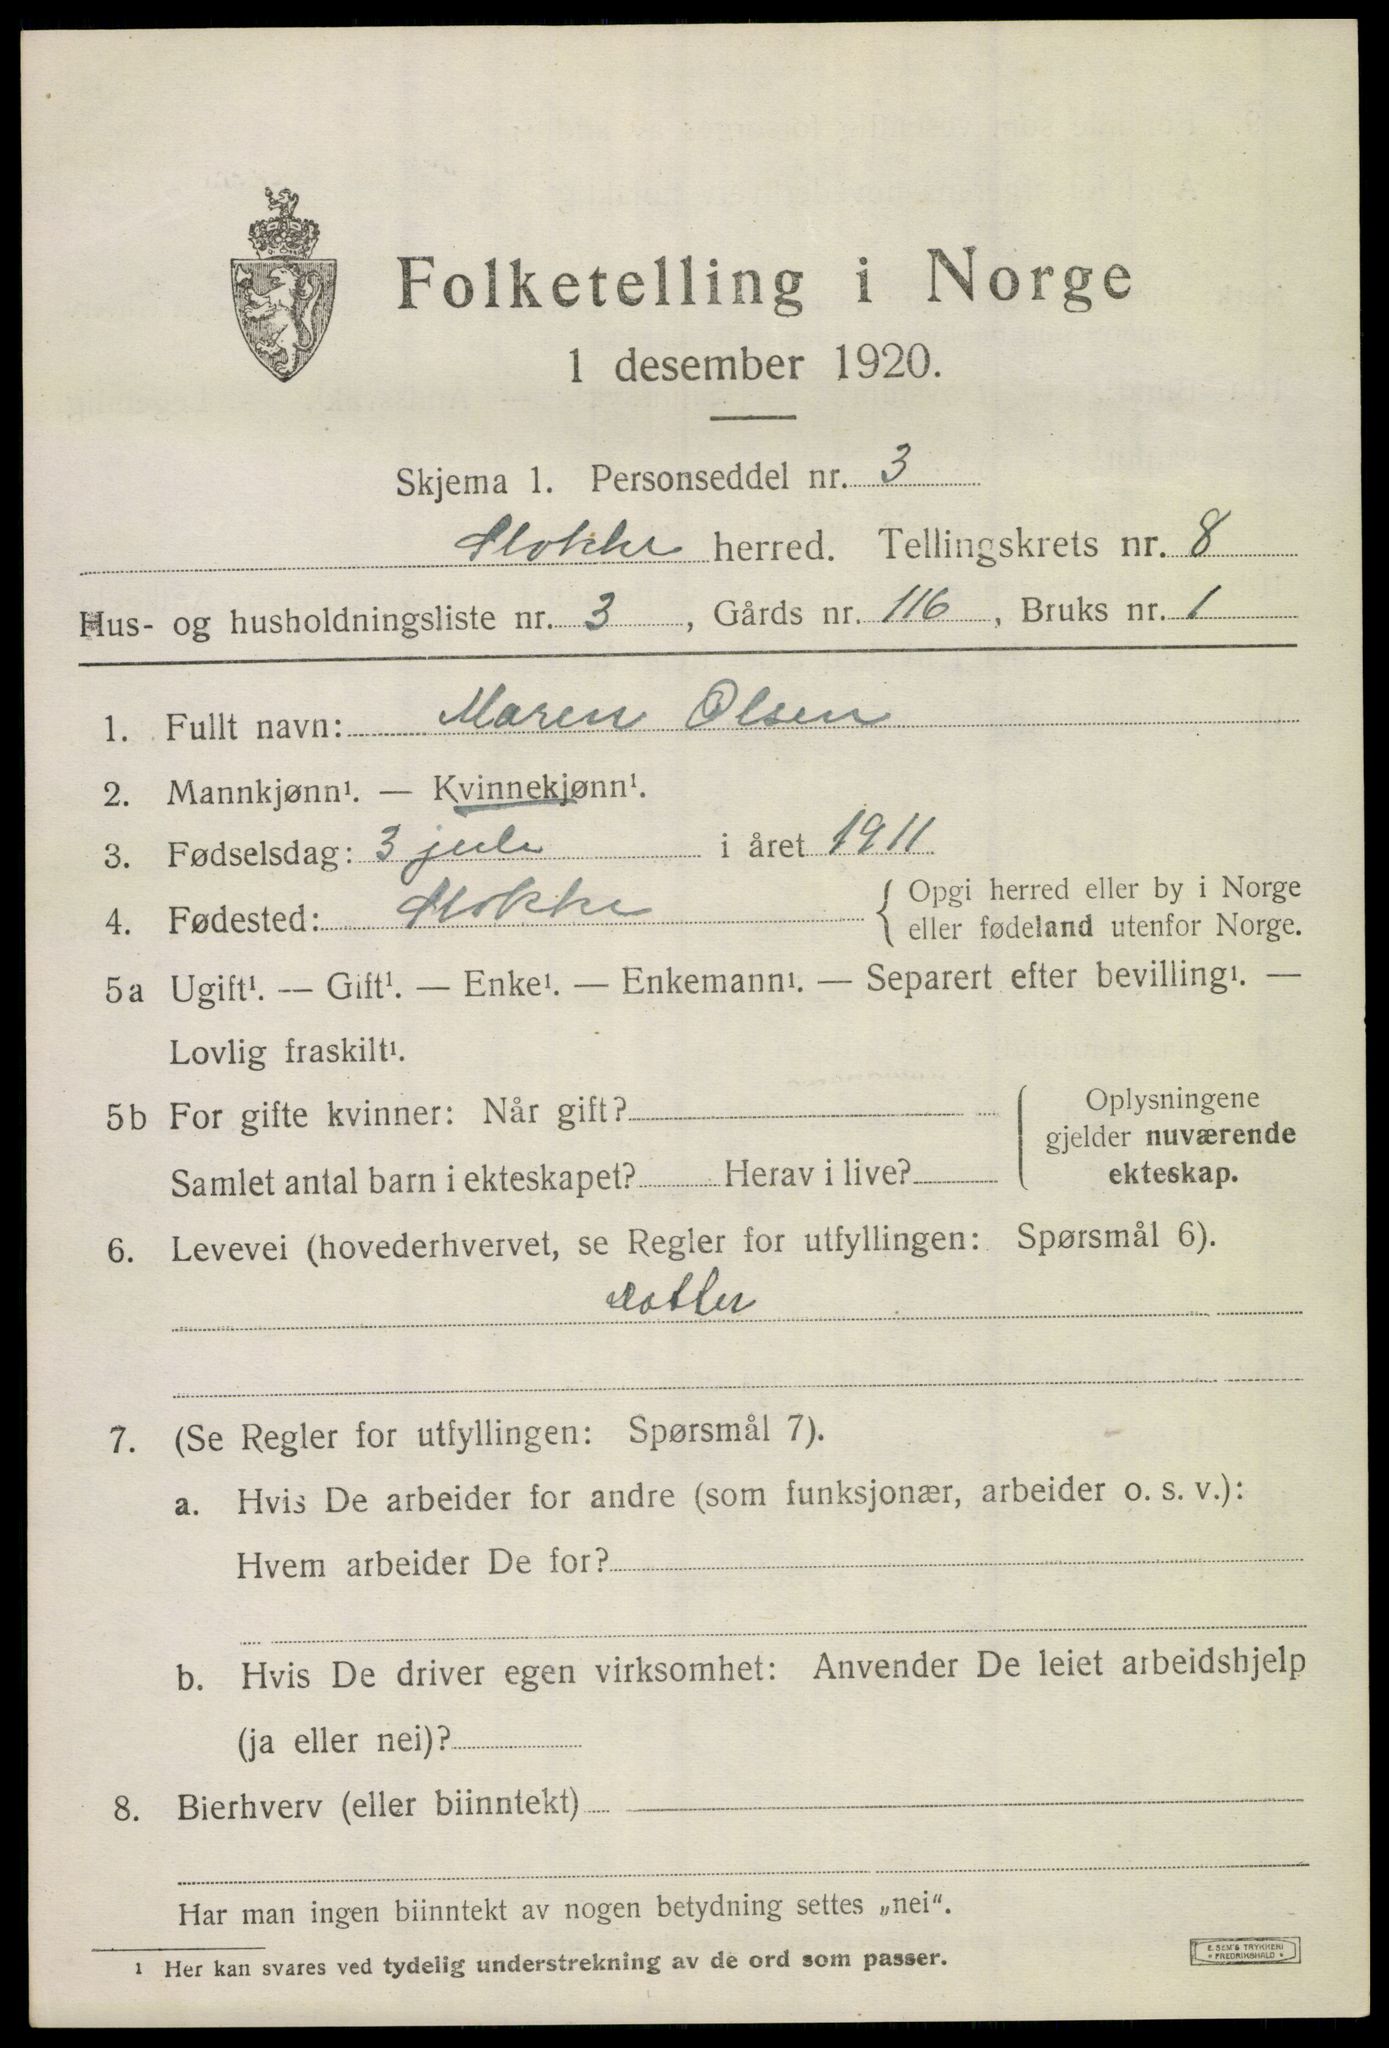 Folketelling i Norge
1 desember 1920.
Skjema 1. Personseddel nr. 3
Stokke herred. Tellingskrets nr. 8
Hus- og husholdningsliste nr. 3, Gårds nr. 116, Bruks nr. 1
1. Fullt navn: Maren Olsen
2. Mannkjønn¹. — Kvinnekjønn¹.
3. Fødselsdag: 3 juli i året 1911
4. Fødested: Stokke { Opgi herred eller by i Norge
eller fødeland utenfor Norge.
5a Ugift¹. — Gift¹. — Enke¹. — Enkemann¹. — Separert efter bevilling¹. —
Lovlig fraskilt¹.
5b For gifte kvinner: Når gift?
Samlet antal barn i ekteskapet? Herav i live?
Oplysningene
gjelder nuværende
ekteskap.
6. Levevei (hovederhvervet, se Regler for utfyllingen: Spørsmål 6).
datter
7. (Se Regler for utfyllingen: Spørsmål 7).
a. Hvis De arbeider for andre (som funksjonær, arbeider o. s. v.):
Hvem arbeider De for?
b. Hvis De driver egen virksomhet: Anvender De leiet arbeidshjelp
(ja eller nei)?
8. Bierhverv (eller biinntekt)
Har man ingen biinntekt av nogen betydning settes „nei“.
¹ Her kan svares ved tydelig understrekning av de ord som passer.
E. SEM'S TRYKKERI
* FREDRIKSHALD *